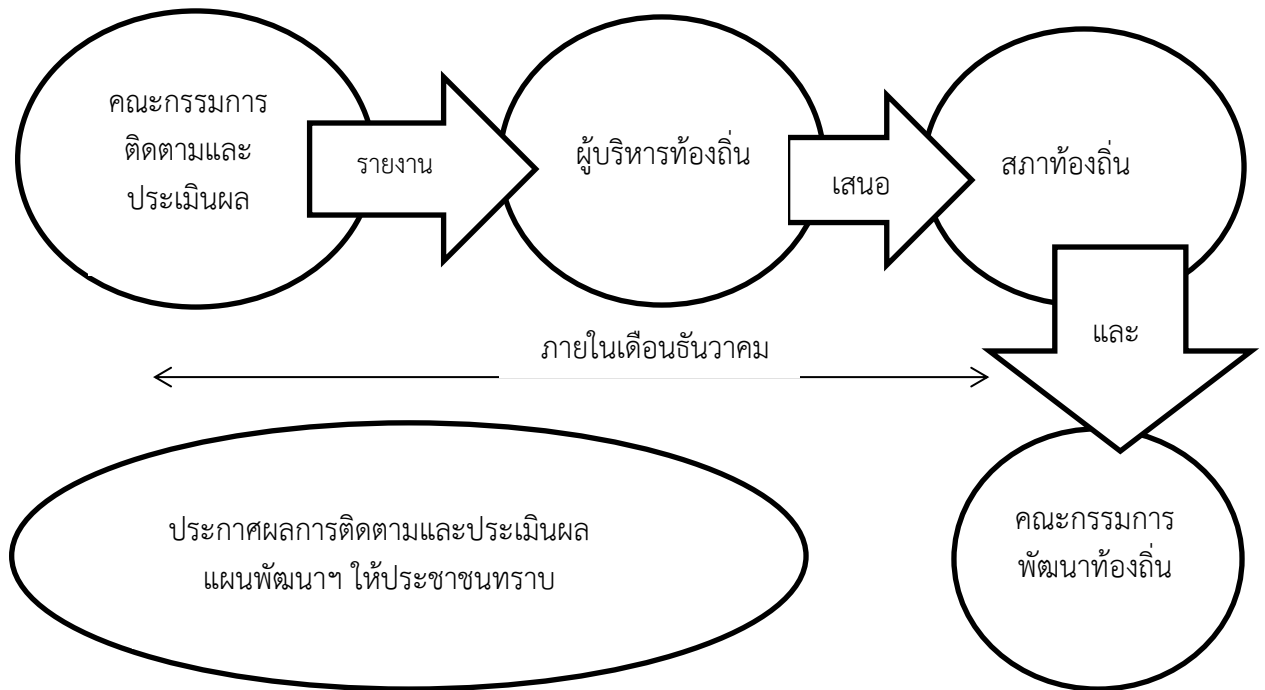 คณะกรรมการ
ติดตามและ
ประเมินผล
รายงาน
ผู้บริหารท้องถิ่น
เสนอ
สภาท้องถิ่น
และ
ภายในเดือนธันวาคม
คณะกรรมการ
พัฒนาท้องถิ่น
ประกาศผลการติดตามและประเมินผล
แผนพัฒนาฯ ให้ประชาชนทราบ